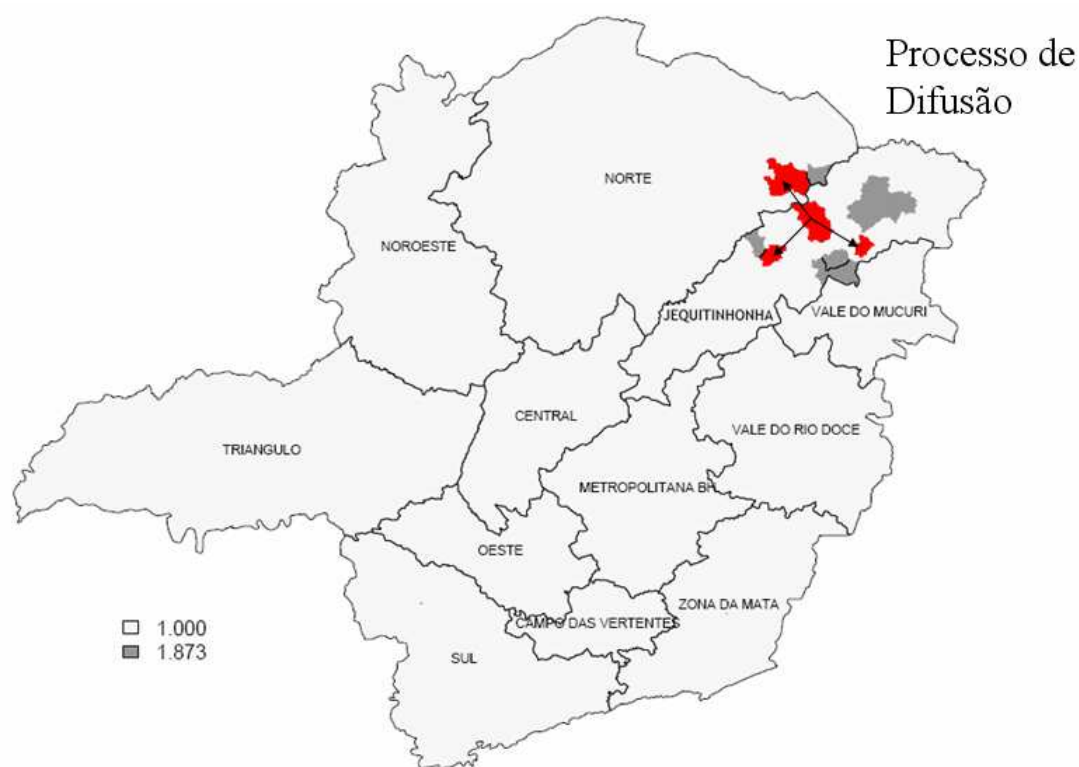 Processo de
Difusão
NORTE
NOROESTE
JEQUITINHONHA
VALE DO MUCURI
CENTRAL
VALE DO RIO DOCE
TRIANGULO
METROPOLITANA BH
OESTE
ZONA DA MATA
CAMPO DAS VERTENTES
SUL
1.000
1.873